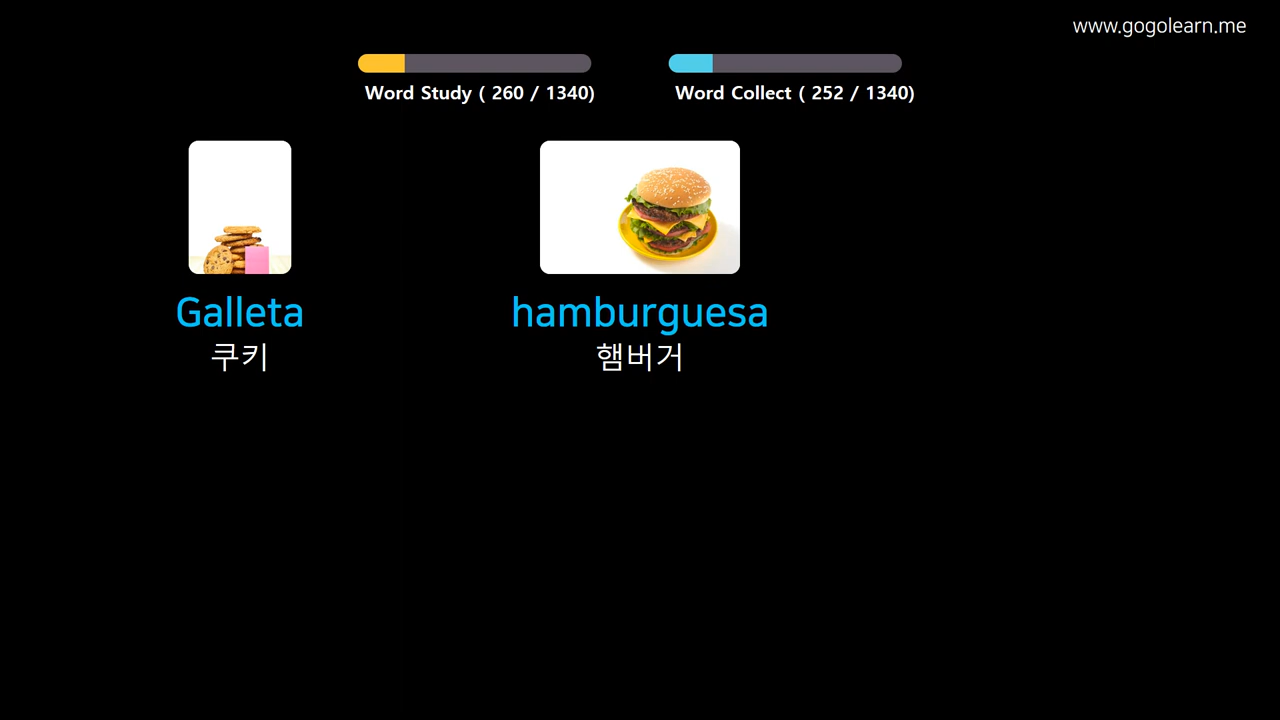 www.gogolearn.me
Word Study ( 260 / 1340)
Word Collect ( 252 / 1340)
Galleta
쿠키
hamburguesa
햄버거